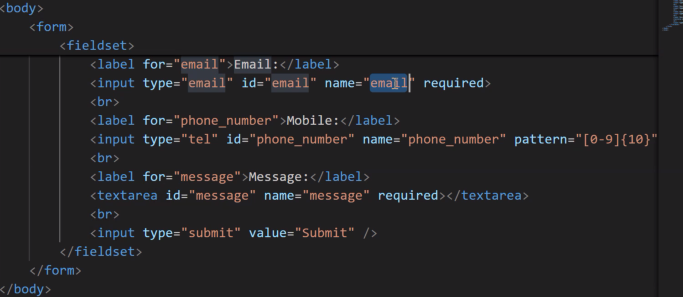 <body>
<form>
<fieldset>
<label for="email">Email:</label>
<input type="email" id="email" name="email" required>
<br>
<label for="phone_number">Mobile:</label>
<input type="tel" id="phone_number" name="phone_number" pattern="[0-9]{10}"
<br>
<label for="message">Message:</label>
<textarea id="message" name="message" required></textarea>
<br>
<input type="submit" value="Submit" />
</fieldset>
</form>
</body>